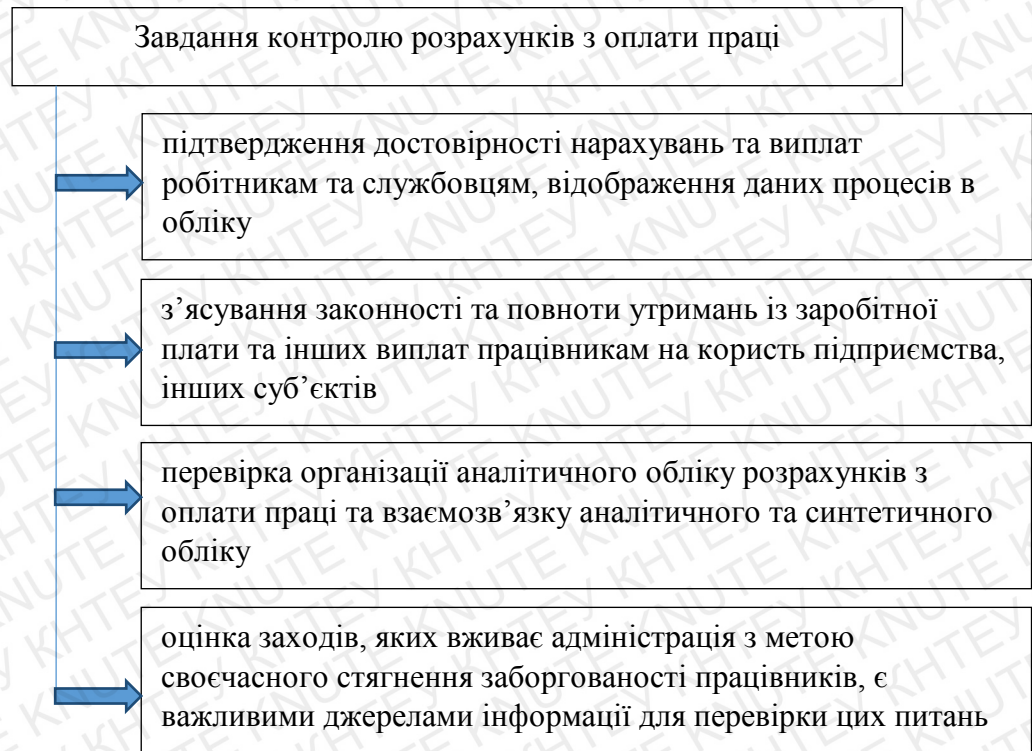 Завдання контролю розрахунків з оплати праці
підтвердження достовірності нарахувань та виплат
робітникам та службовцям, відображення даних процесів в
обліку
з’ясування законності та повноти утримань із заробітної
плати та інших виплат працівникам на користь підприємства,
інших суб’єктів
перевірка організації аналітичного обліку розрахунків з
оплати праці та взаємозв’язку аналітичного та синтетичного
обліку
оцінка заходів, яких вживає адміністрація з метою
своєчасного стягнення заборгованості працівників, є
важливими джерелами інформації для перевірки цих питань